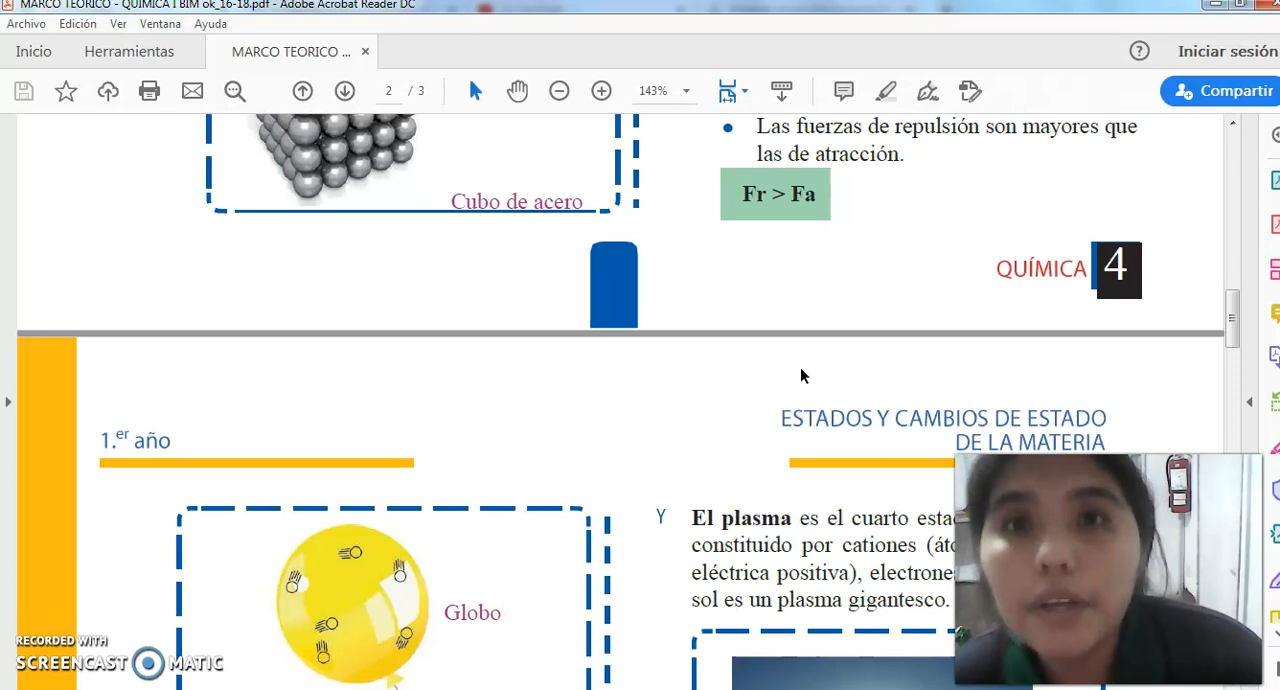 MARCO TEORICO - QUIMICA I BIM ok_16-18.pdf - Adobe Acrobat Reader DC
Archivo Edición Ver Ventana Ayuda
Inicio Herramientas MARCO TEORICO ... × Iniciar sesión
2 / 3 143% Compartir
Las fuerzas de repulsión son mayores que
las de atracción.
Fr > Fa
Cubo de acero
QUÍMICA 4
ESTADOS Y CAMBIOS DE ESTADO
DE LA MATERIA
1.er año
Y El plasma es el cuarto esta
constituido por cationes (áto
eléctrica positiva), electrone
sol es un plasma gigantesco.
Globo
RECORDED WITH
SCREENCAST MATIC